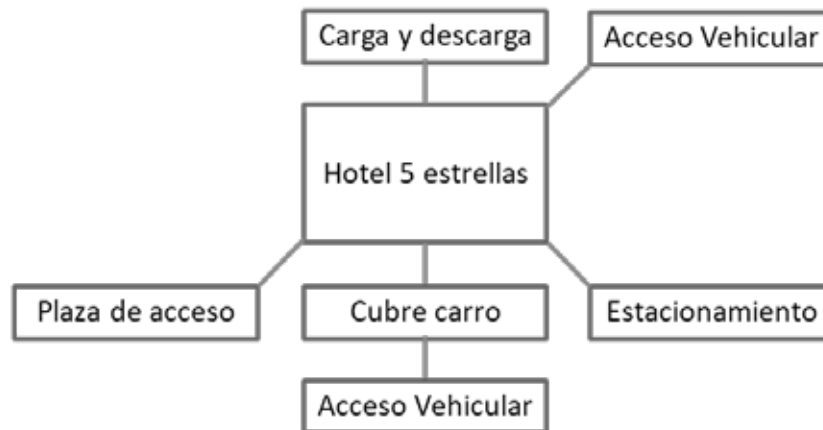 Carga y descarga
Acceso Vehicular
Hotel 5 estrellas
Plaza de acceso
Cubre carro
Estacionamiento
Acceso Vehicular